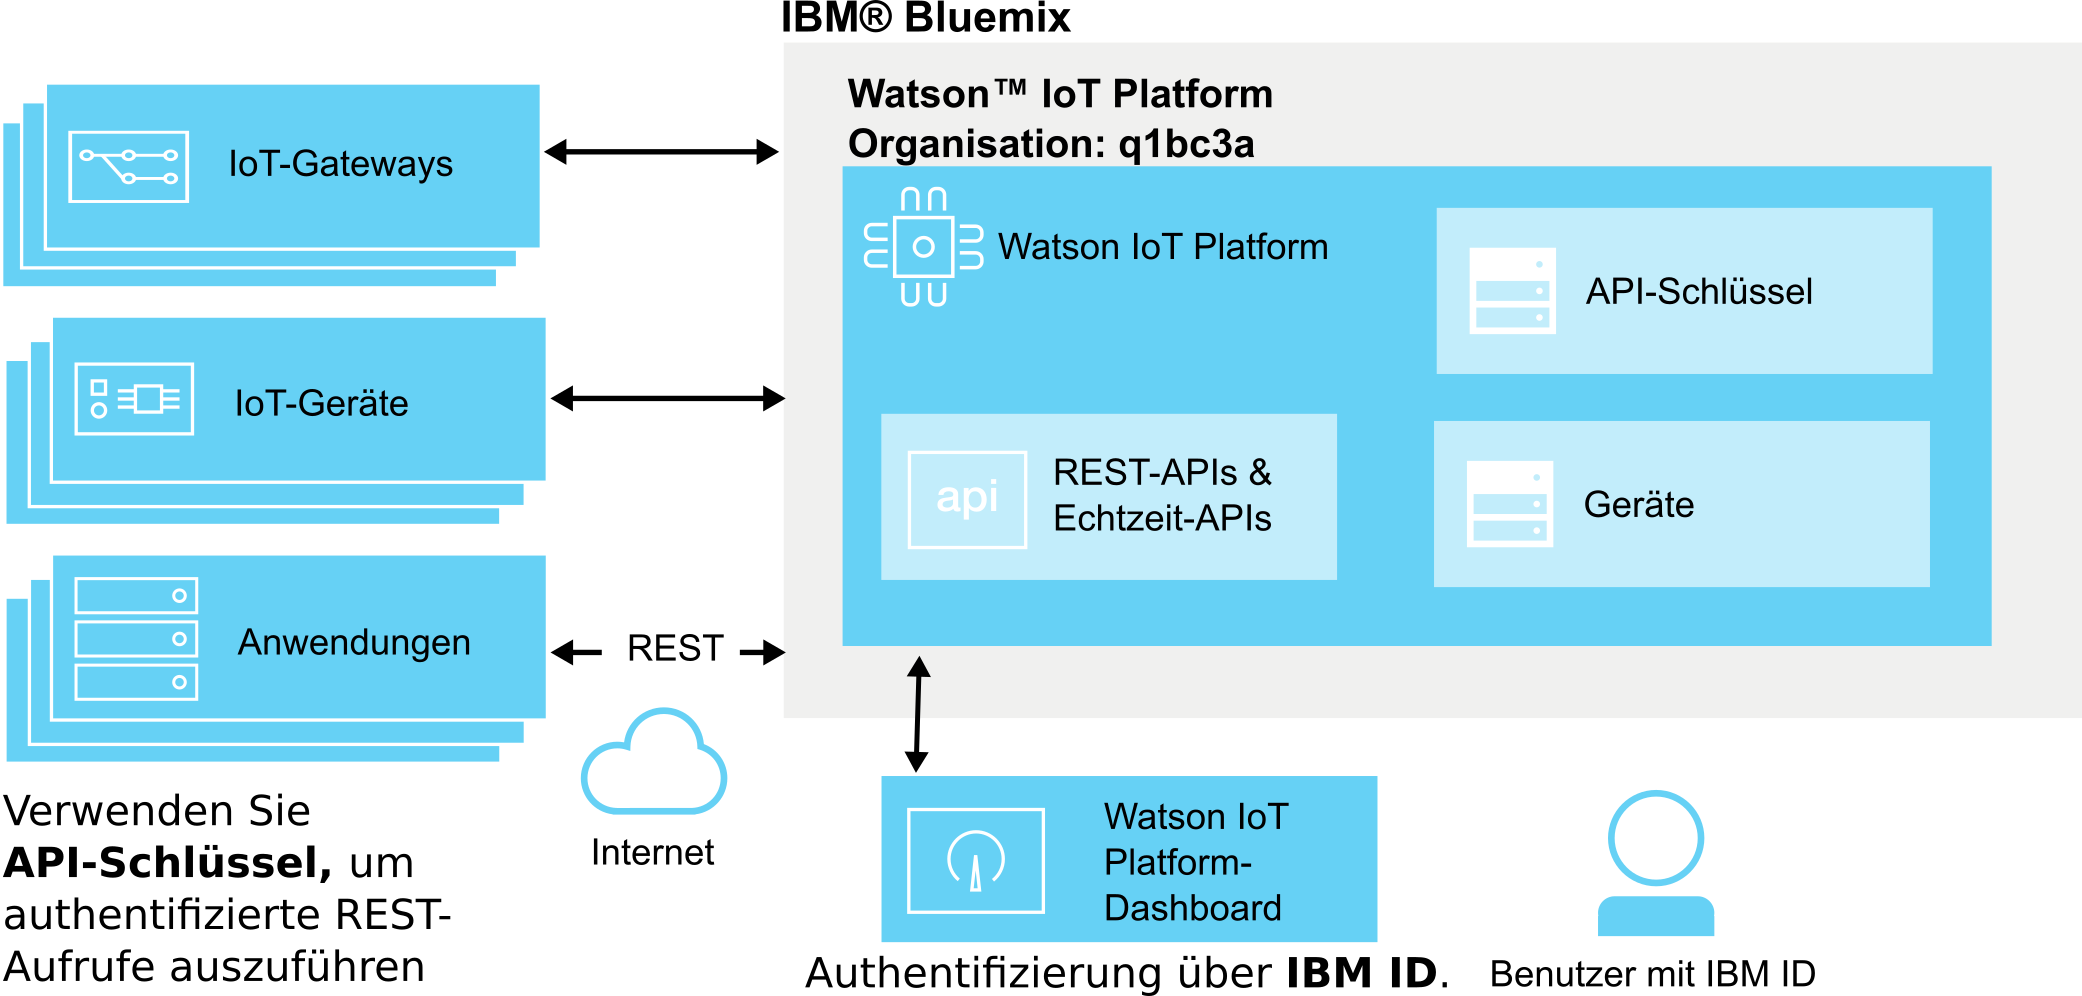 IBM® Bluemix
Watson™ IoT Platform
Organisation: q1bc3a
IoT-Gateways
Watson IoT Platform
API-Schlüssel
IoT-Geräte
api
REST-APIs &
Echtzeit-APIs
Geräte
Anwendungen
REST
Internet
Verwenden Sie
API-Schlüssel, um
authentifizierte REST-
Aufrufe auszuführen
Watson IoT
Platform-
Dashboard
Authentifizierung über IBM ID.
Benutzer mit IBM ID